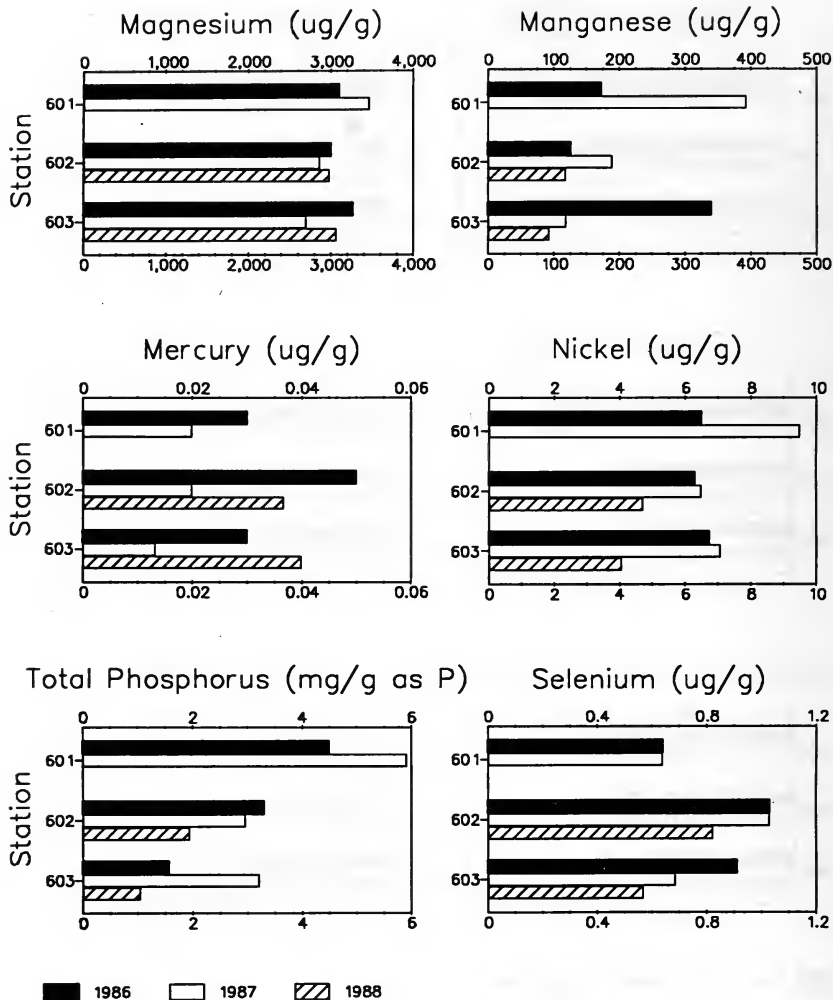 Magnesium (ug/g)
0 1,000 2,000 3,000 4,000
Station
601
602
603
0 1,000 2,000 3,000 4,000
Manganese (ug/g)
0 100 200 300 400 500
601
602
603
0 100 200 300 400 500
Mercury (ug/g)
0 0.02 0.04 0.06
Station
601
602
603
0 0.02 0.04 0.06
Nickel (ug/g)
0 2 4 6 8 10
601
602
603
0 2 4 6 8 10
Total Phosphorus (mg/g as P)
0 2 4 6
Station
601
602
603
0 2 4 6
Selenium (ug/g)
0 0.4 0.8 1.2
601
602
603
0 0.4 0.8 1.2
1986 1987 1988